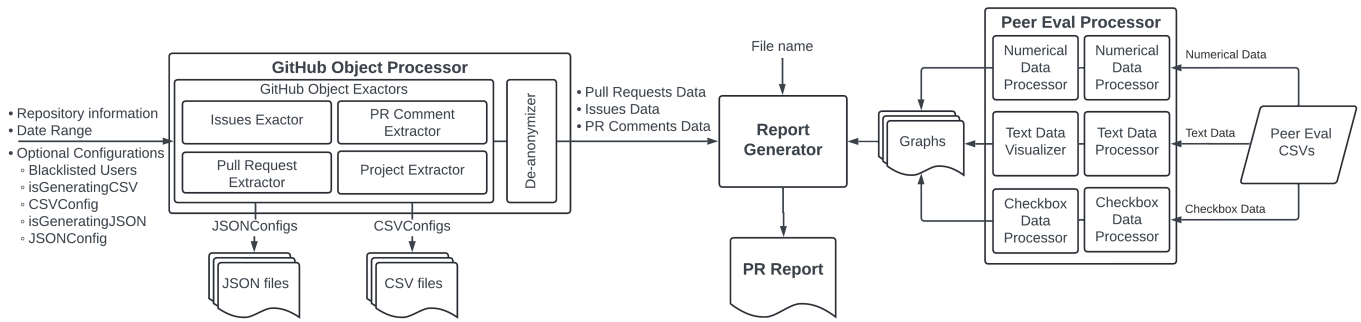 • Repository information
• Date Range
• Optional Configurations
◦ Blacklisted Users
◦ isGeneratingCSV
◦ CSVConfig
◦ isGeneratingJSON
◦ JSONConfig
GitHub Object Processor
GitHub Object Exactors
Issues Exactor
PR Comment
Extractor
Pull Request
Extractor
Project Extractor
De-anonymizer
JSONConfigs
CSVConfigs
JSON files
CSV files
• Pull Requests Data
• Issues Data
• PR Comments Data
File name
Report
Generator
PR Report
Graphs
Peer Eval Processor
Numerical
Data
Processor
Numerical
Data
Processor
Text Data
Visualizer
Text Data
Processor
Checkbox
Data
Processor
Checkbox
Data
Processor
Numerical Data
Text Data
Checkbox Data
Peer Eval
CSVs